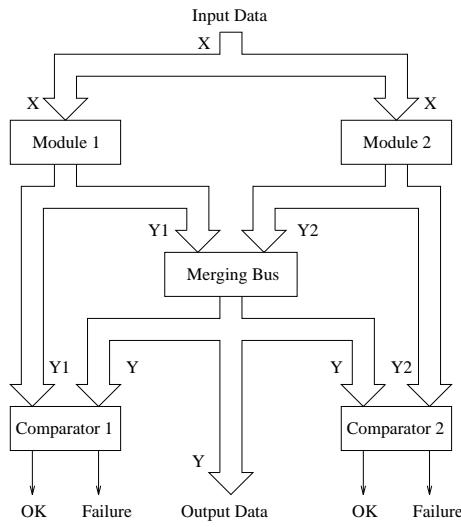 Input Data
X
X
X
Module 1
Module 2
Y1
Y2
Merging Bus
Y1
Y
Y
Y2
Comparator 1
Comparator 2
Y
OK
Failure
Output Data
OK
Failure